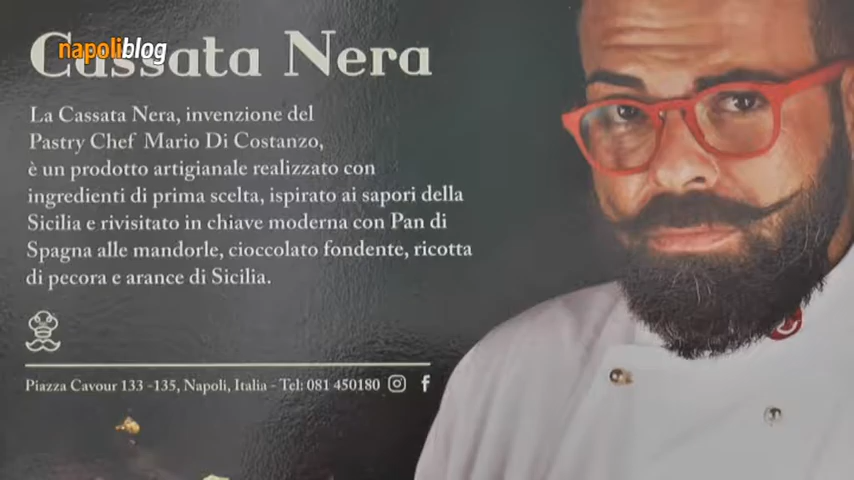 Cassata Nera
napoliblog
La Cassata Nera, invenzione del
Pastry Chef Mario Di Costanzo,
è un prodotto artigianale realizzato con
ingredienti di prima scelta, ispirato ai sapori della
Sicilia e rivisitato in chiave moderna con Pan di
Spagna alle mandorle, cioccolato fondente, ricotta
di pecora e arance di Sicilia.
Piazza Cavour 133 -135, Napoli, Italia - Tel: 081 450180